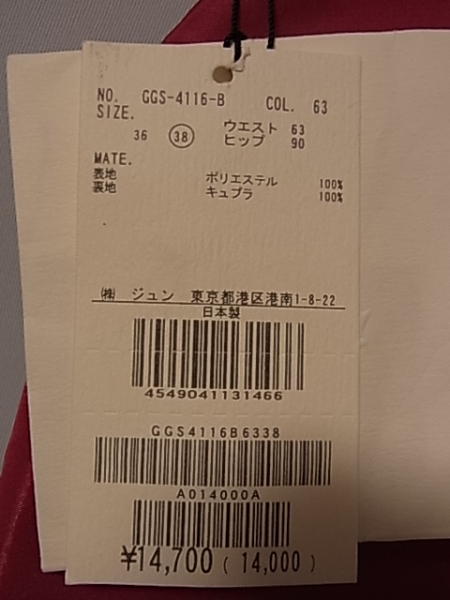 NO. GGS-4116-B COL. 63
SIZE.
36 38 ウエスト 63
ヒップ 90
MATE.
表地 ポリエステル 100%
裏地 キュプラ 100%
㈱ ジュン 東京都港区港南1-8-22
日本製
4549041131466
GGS4116B6338
A014000A
¥14,700 ( 14,000 )